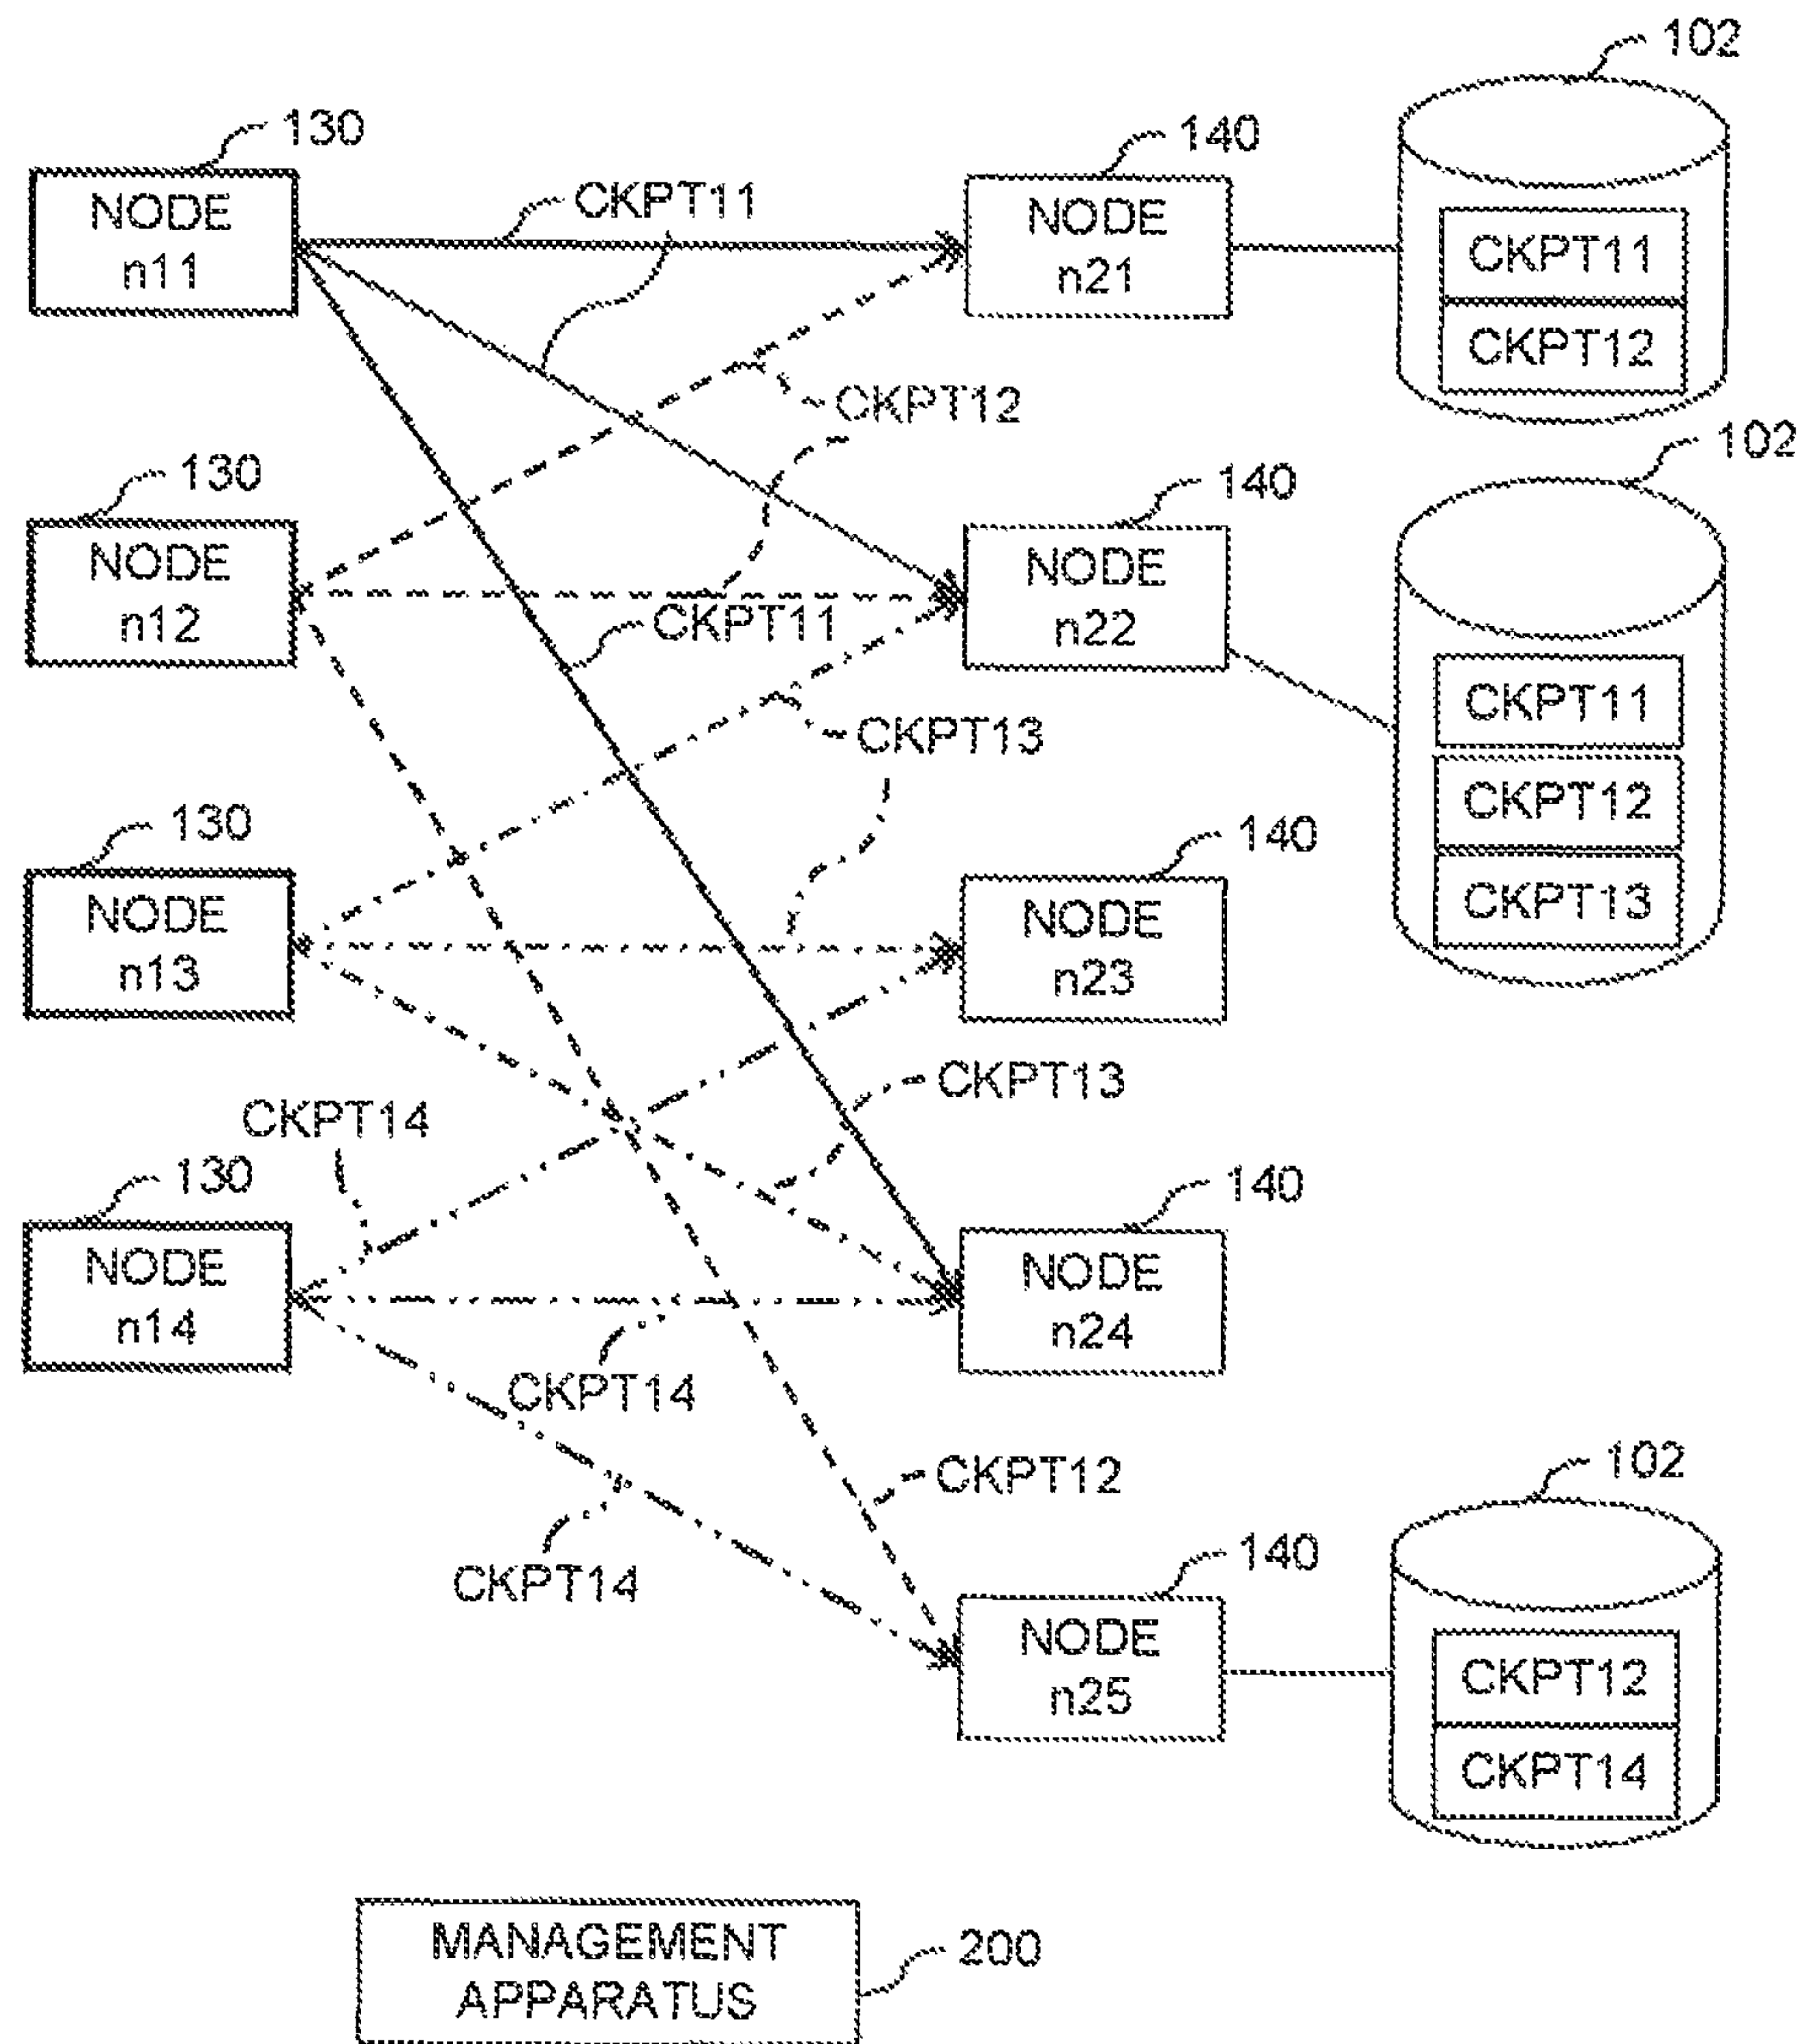 102
130
140
NODE
n11
CKPT11
NODE
n21
CKPT11
CKPT12
CKPT12
102
130
140
NODE
n12
CKPT11
NODE
n22
CKPT11
CKPT12
CKPT13
CKPT13
130
140
NODE
n13
NODE
n23
CKPT13
CKPT14
130
140
NODE
n14
NODE
n24
CKPT14
CKPT12
102
CKPT14
140
NODE
n25
CKPT12
CKPT14
MANAGEMENT
APPARATUS
200